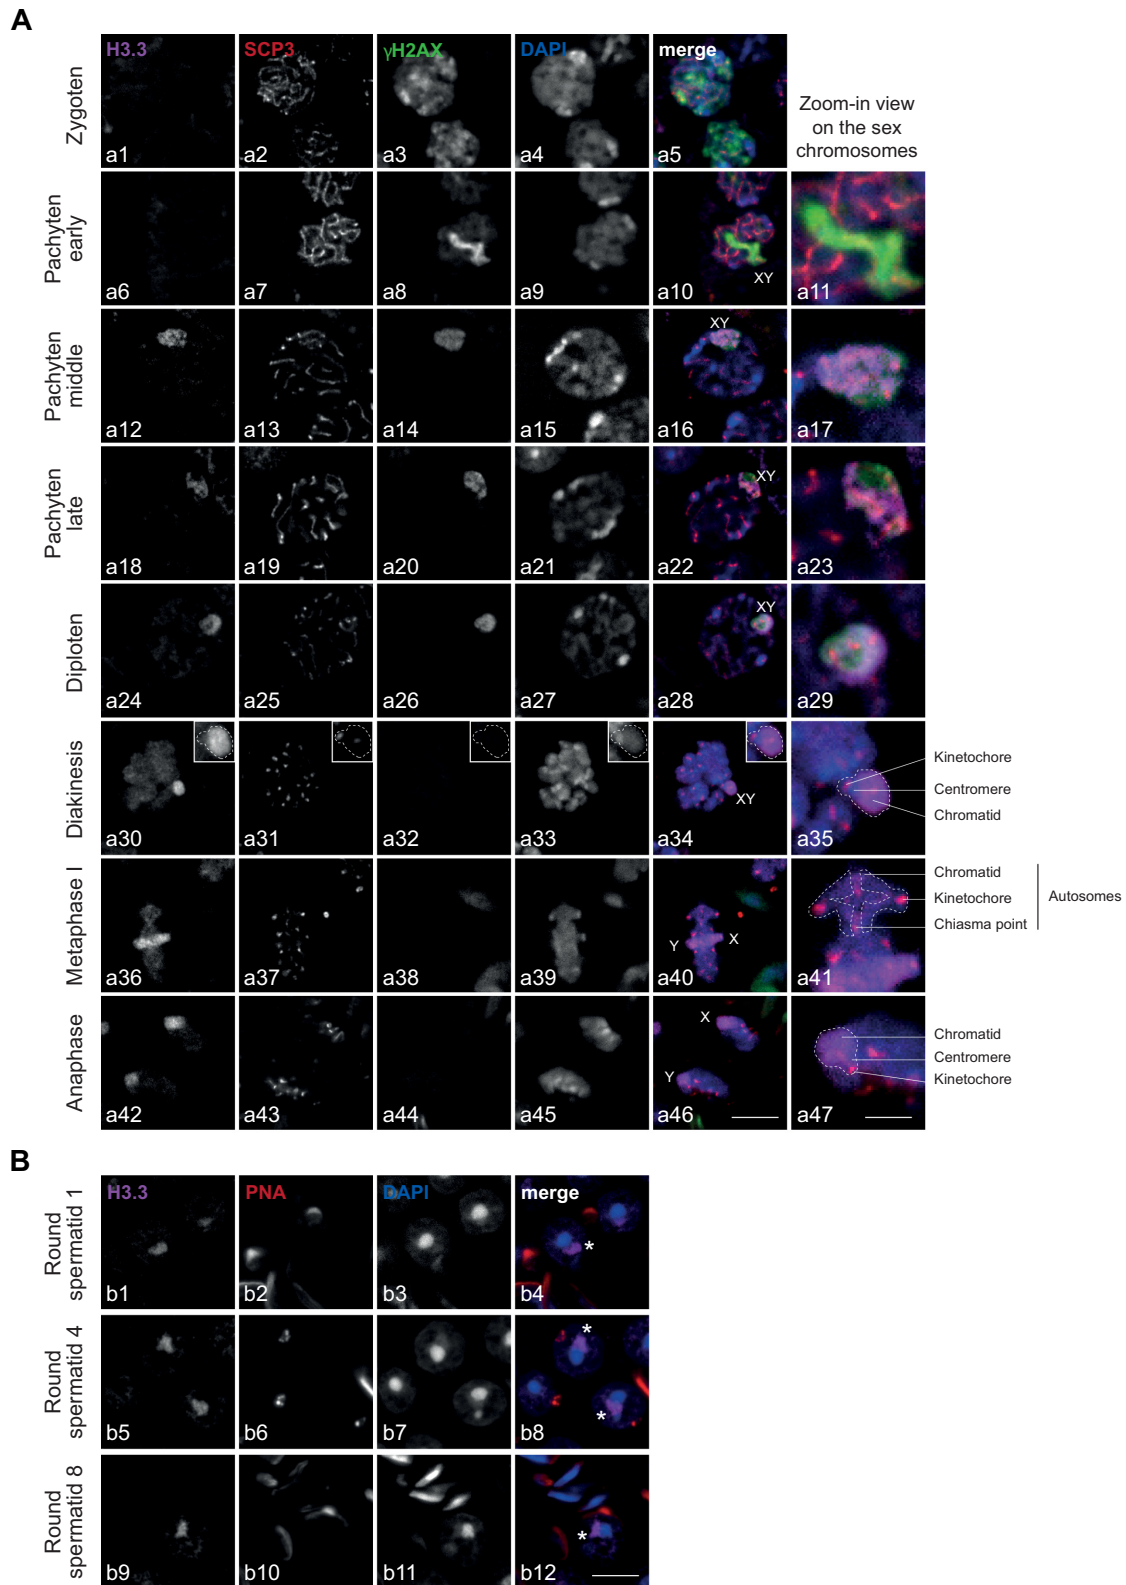 A
H3.3 SCP3 γH2AX DAPI merge
Zygoten
a1 a2 a3 a4 a5
Zoom-in view
on the sex
chromosomes
Pachyten
early
XY
a6 a7 a8 a9 a10 a11
Pachyten
middle
XY
a12 a13 a14 a15 a16 a17
Pachyten
late
XY
a18 a19 a20 a21 a22 a23
Diploten
XY
a24 a25 a26 a27 a28 a29
Diakinesis
XY
a30 a31 a32 a33 a34 a35
Kinetochore
Centromere
Chromatid
Metaphase I
Y X
a36 a37 a38 a39 a40 a41
Chromatid
Kinetochore
Chiasma point
Autosomes
Anaphase
X
Y
a42 a43 a44 a45 a46 a47
Chromatid
Centromere
Kinetochore
B
H3.3 PNA DAPI merge
Round
spermatid 1
*
b1 b2 b3 b4
Round
spermatid 4
*
*
b5 b6 b7 b8
Round
spermatid 8
*
b9 b10 b11 b12